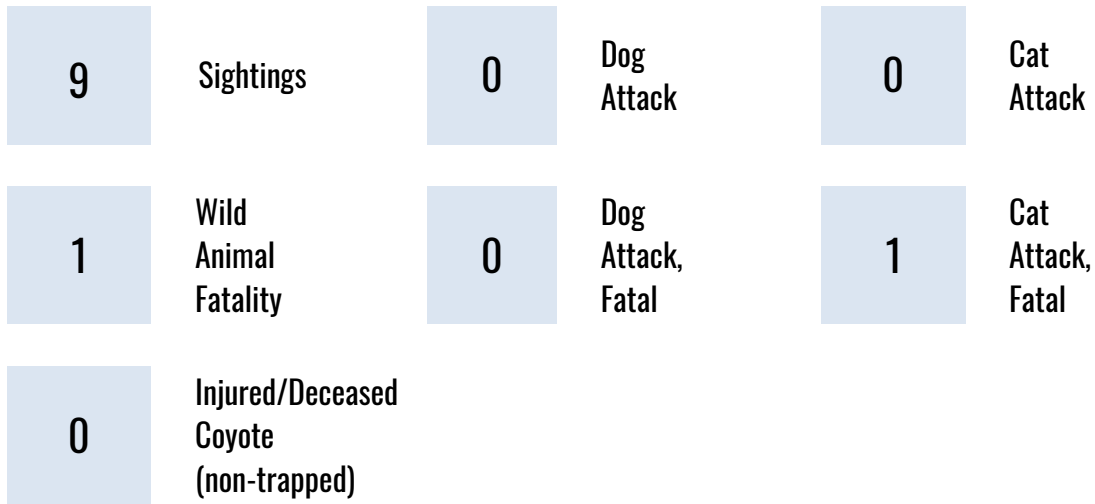 9
Sightings
0
Dog
Attack
0
Cat
Attack
1
Wild
Animal
Fatality
0
Dog
Attack,
Fatal
1
Cat
Attack,
Fatal
0
Injured/Deceased
Coyote
(non-trapped)